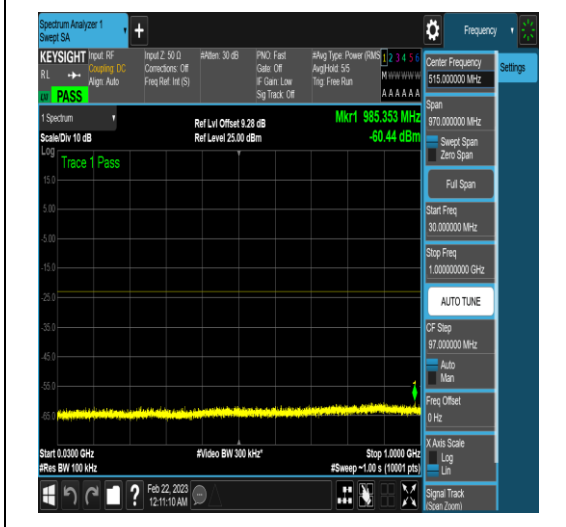 Spectrum Analyzer 1
Swept SA
+
Frequency
KEYSIGHT
RL
PASS
Input: RF
Coupling: DC
Align: Auto
Input Z: 50 Ω
Corrections: Off
Freq Ref: Int (S)
#Atten: 30 dB
PNO: Fast
Gate: Off
IF Gain: Low
Sig Track: Off
#Avg Type: Power (RMS
Avg|Hold: 5/5
Trig: Free Run
1 2 3 4 5 6
M W W W W W
A A A A A A
1 Spectrum
Scale/Div 10 dB
Ref Lvl Offset 9.28 dB
Ref Level 25.00 dBm
Mkr1 985.353 MHz
-60.44 dBm
Log
Trace 1 Pass
15.0
5.00
-5.00
-15.0
-25.0
-35.0
-45.0
-55.0
-65.0
1
Start 0.0300 GHz
#Res BW 100 kHz
#Video BW 300 kHz*
Stop 1.0000 GHz
#Sweep ~1.00 s (10001 pts)
Feb 22, 2023
12:11:10 AM
?
Center Frequency
515.000000 MHz
Settings
Span
970.000000 MHz
Swept Span
Zero Span
Full Span
Start Freq
30.000000 MHz
Stop Freq
1.000000000 GHz
AUTO TUNE
CF Step
97.000000 MHz
Auto
Man
Freq Offset
0 Hz
X Axis Scale
Log
Lin
Signal Track
(Span Zoom)